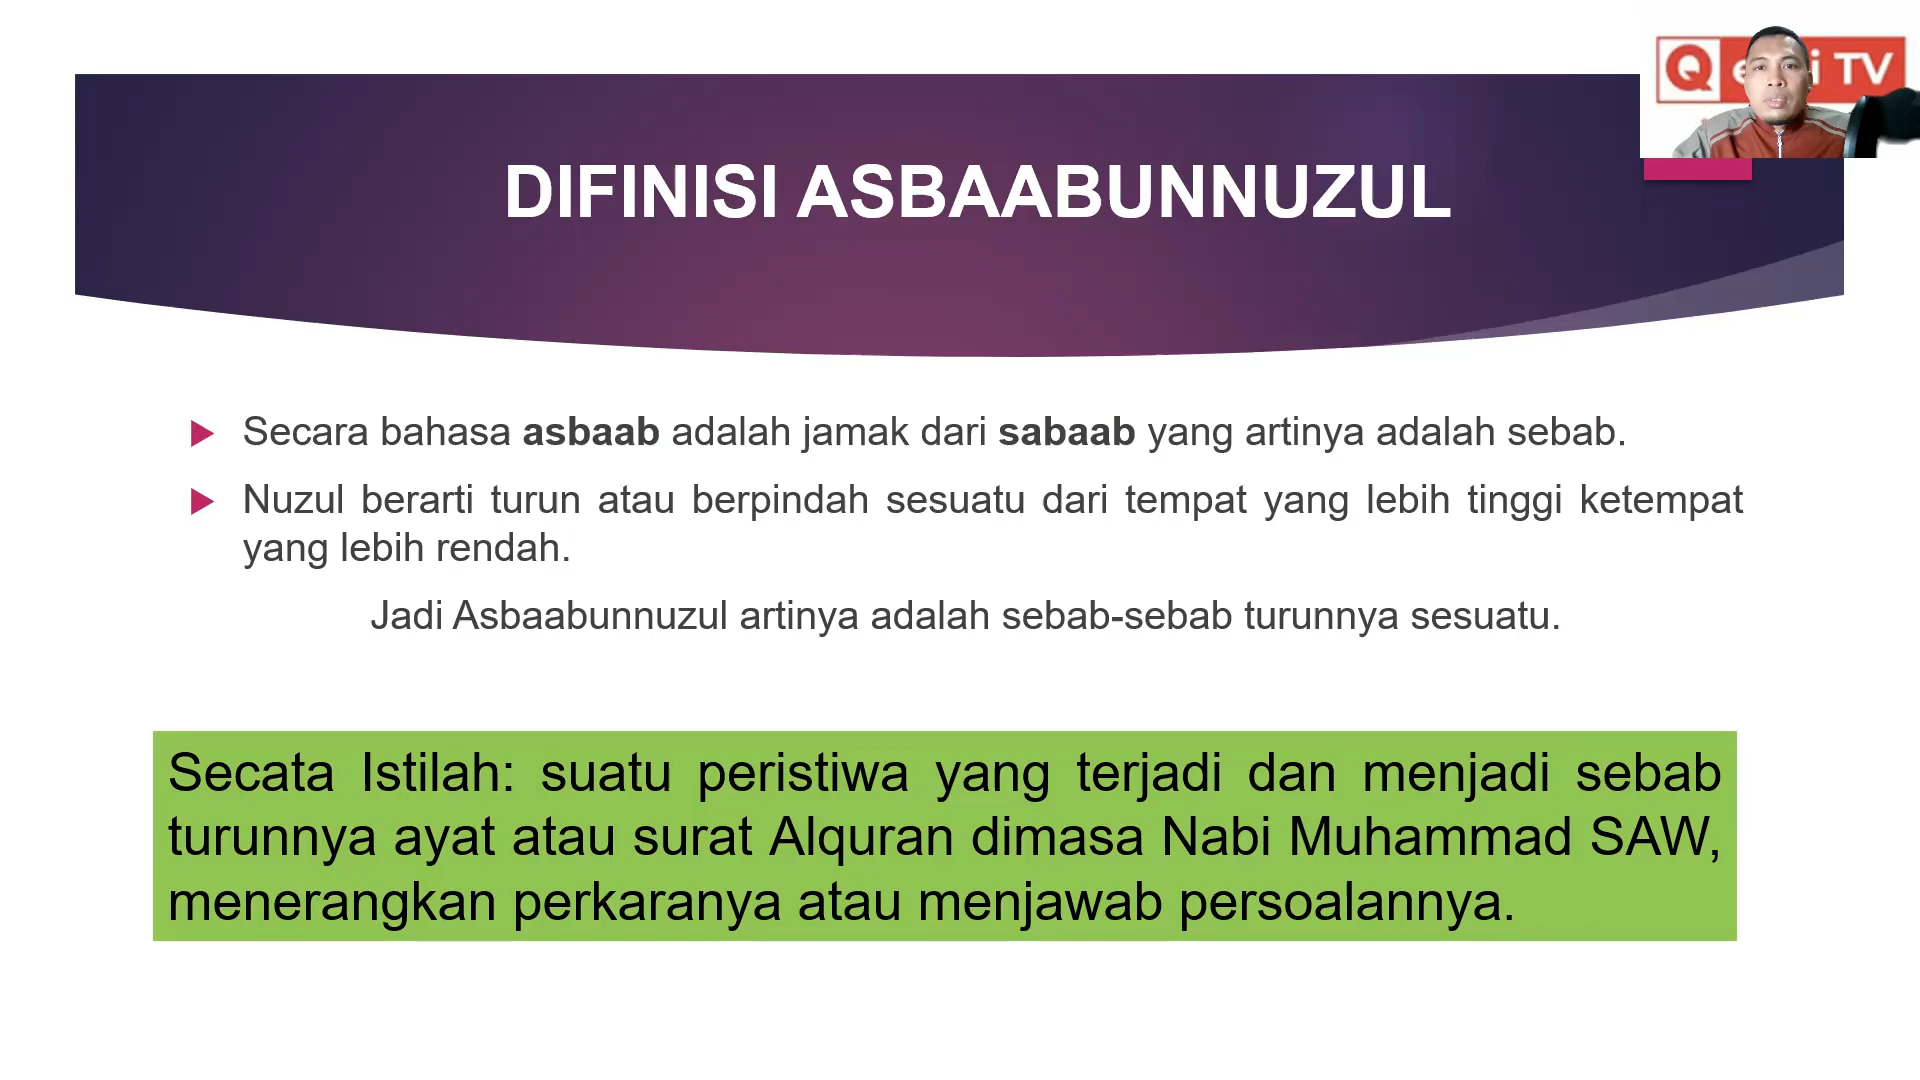 Q e i TV
DIFINISI ASBAABUNNUZUL
Secara bahasa asbaab adalah jamak dari sabaab yang artinya adalah sebab.
Nuzul berarti turun atau berpindah sesuatu dari tempat yang lebih tinggi ketempat
yang lebih rendah.
Jadi Asbaabunnuzul artinya adalah sebab-sebab turunnya sesuatu.
Secata Istilah: suatu peristiwa yang terjadi dan menjadi sebab
turunnya ayat atau surat Alquran dimasa Nabi Muhammad SAW,
menerangkan perkaranya atau menjawab persoalannya.